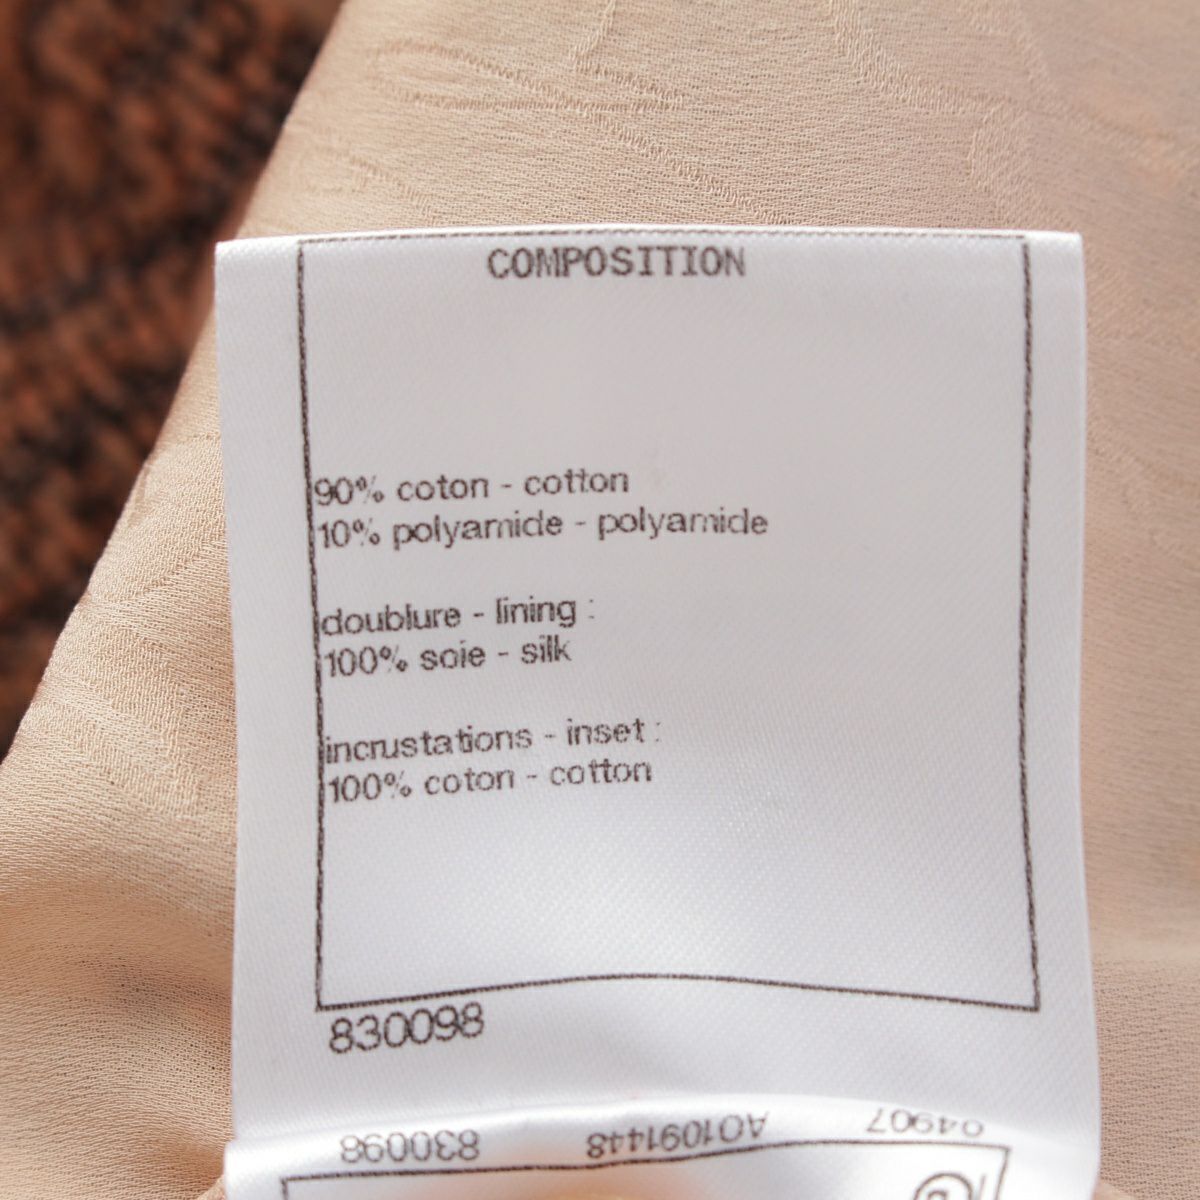 COMPOSITION
90% coton - cotton
10% polyamide - polyamide
doublure - lining :
100% soie - silk
incrustations - inset :
100% coton - cotton
830098
04907 A01091448 830098